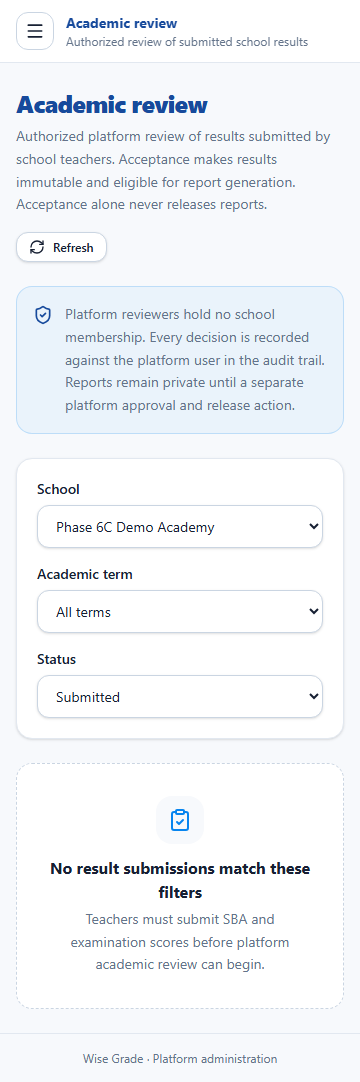 Academic review
Authorized review of submitted school results
Academic review
Authorized platform review of results submitted by
school teachers. Acceptance makes results
immutable and eligible for report generation.
Acceptance alone never releases reports.
Refresh
Platform reviewers hold no school
membership. Every decision is recorded
against the platform user in the audit trail.
Reports remain private until a separate
platform approval and release action.
School
Phase 6C Demo Academy
Academic term
All terms
Status
Submitted
No result submissions match these
filters
Teachers must submit SBA and
examination scores before platform
academic review can begin.
Wise Grade · Platform administration